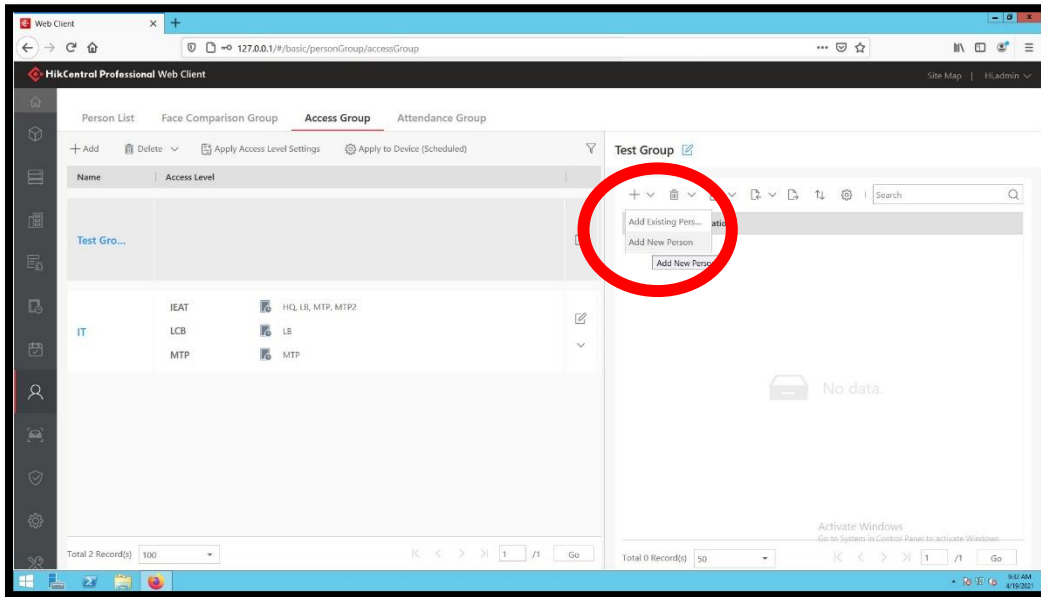 Web Client
127.0.0.1/#/basic/personGroup/accessGroup
HikCentral Professional Web Client
Site Map | Hi,admin
Person List Face Comparison Group Access Group Attendance Group
Add Delete Apply Access Level Settings Apply to Device (Scheduled)
Test Group
Name Access Level
Search
Add Existing Pers...
Add New Person
Add New Perso
Test Gro...
IT
IEAT HQ, LB, MTP, MTP2
LCB LB
MTP MTP
No data.
Activate Windows
Go to System in Control Panel to activate Windows.
Total 2 Record(s) 100 1 /1 Go
Total 0 Record(s) 50 1 /1 Go
9:32 AM
4/19/2021